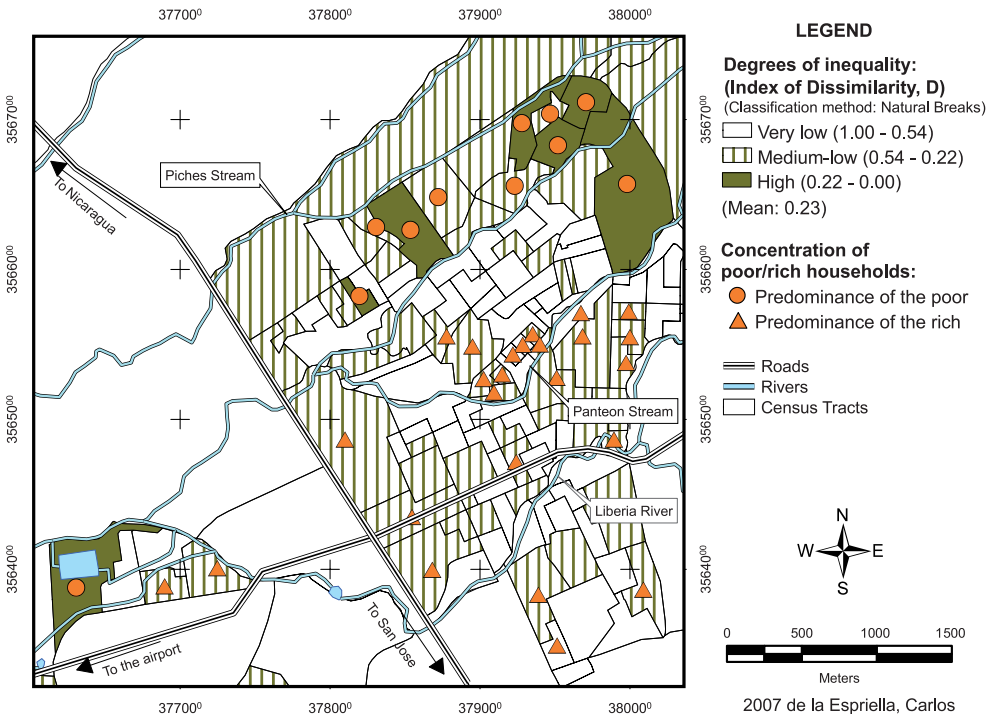 37700⁰ 37800⁰ 37900⁰ 38000⁰
35670⁰⁰
35660⁰⁰
35650⁰⁰
35640⁰⁰
35670⁰⁰
35660⁰⁰
35650⁰⁰
35640⁰⁰
Piches Stream
To Nicaragua
Panteon Stream
Liberia River
To San Jose
To the airport
37700⁰ 37800⁰ 37900⁰ 38000⁰
LEGEND
Degrees of inequality:
(Index of Dissimilarity, D)
(Classification method: Natural Breaks)
Very low (1.00 - 0.54)
Medium-low (0.54 - 0.22)
High (0.22 - 0.00)
(Mean: 0.23)
Concentration of
poor/rich households:
Predominance of the poor
Predominance of the rich
Roads
Rivers
Census Tracts
N
W E
S
0 500 1000 1500
Meters
2007 de la Espriella, Carlos